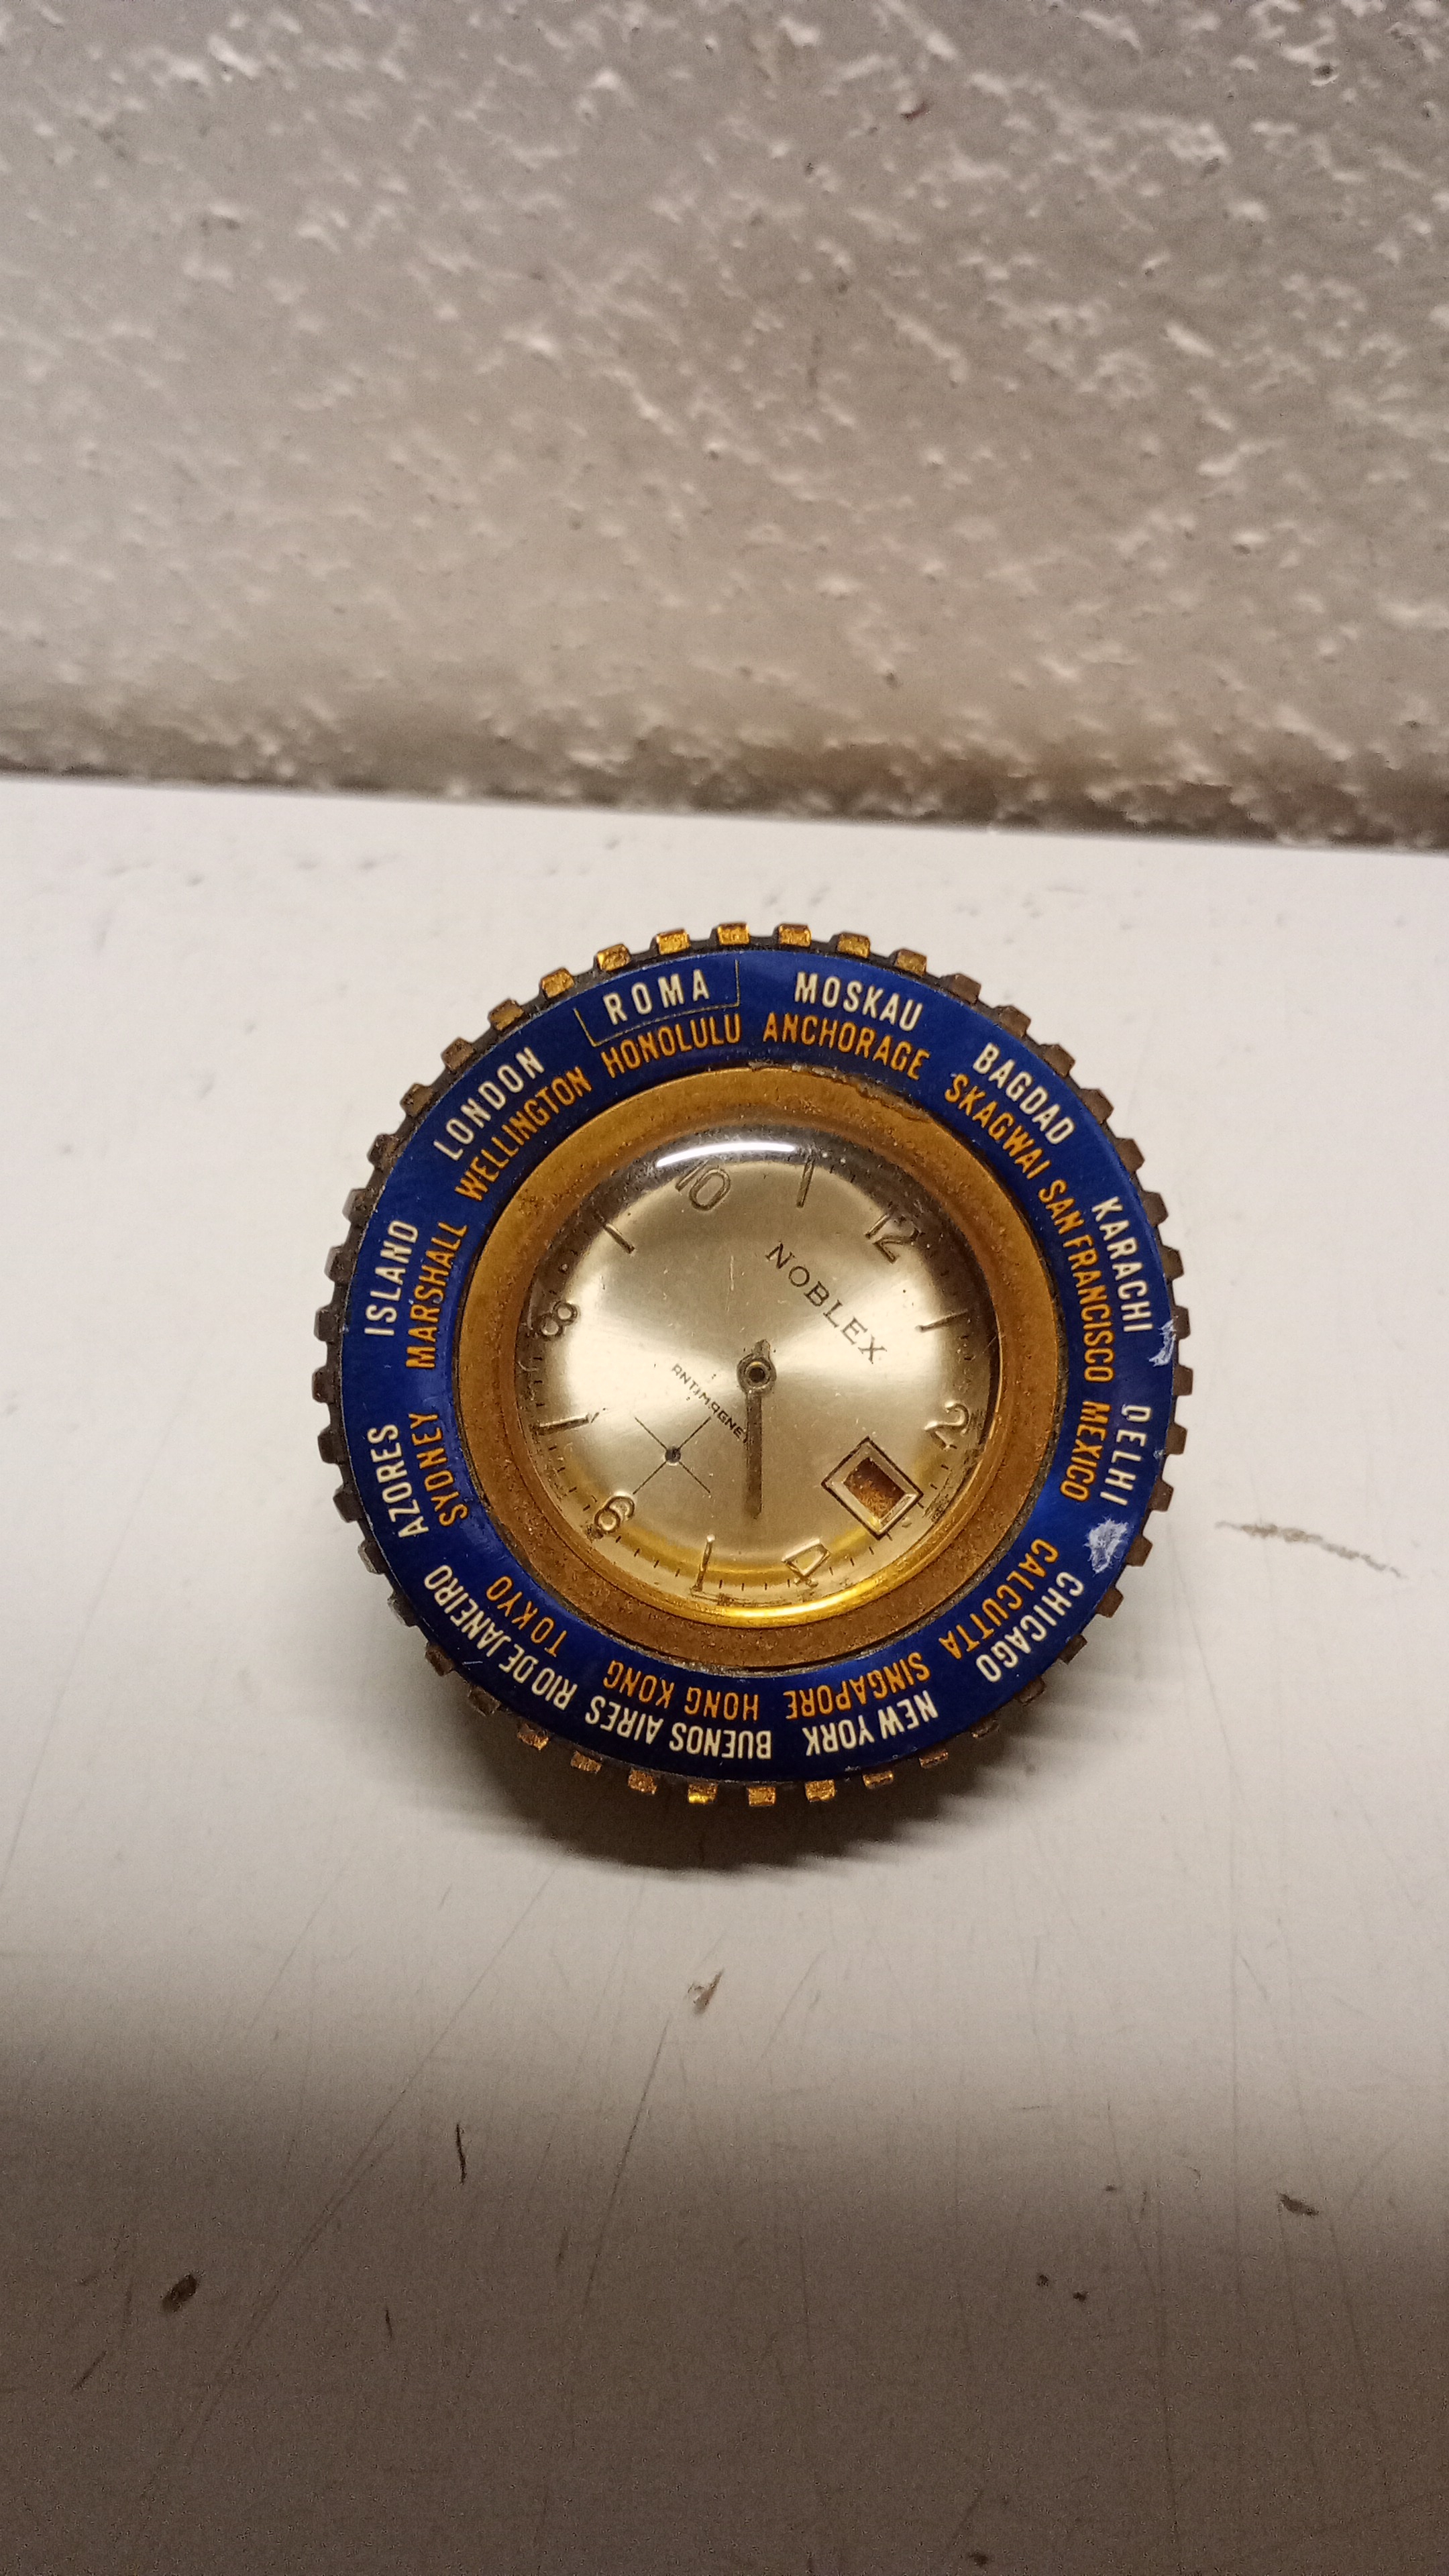 ROMA
MOSKAU
BAGDAD
KARACHI
DELHI
CHICAGO
NEW YORK
BUENOS AIRES
RIO DE JANEIRO
AZORES
ISLAND
LONDON
HONOLULU
ANCHORAGE
SKAGWAI
SAN FRANCISCO
MEXICO
CALCUTTA
SINGAPORE
HONG KONG
TOKYO
SYDNEY
MARSHALL
WELLINGTON
12
2
4
6
8
10
NOBLEX